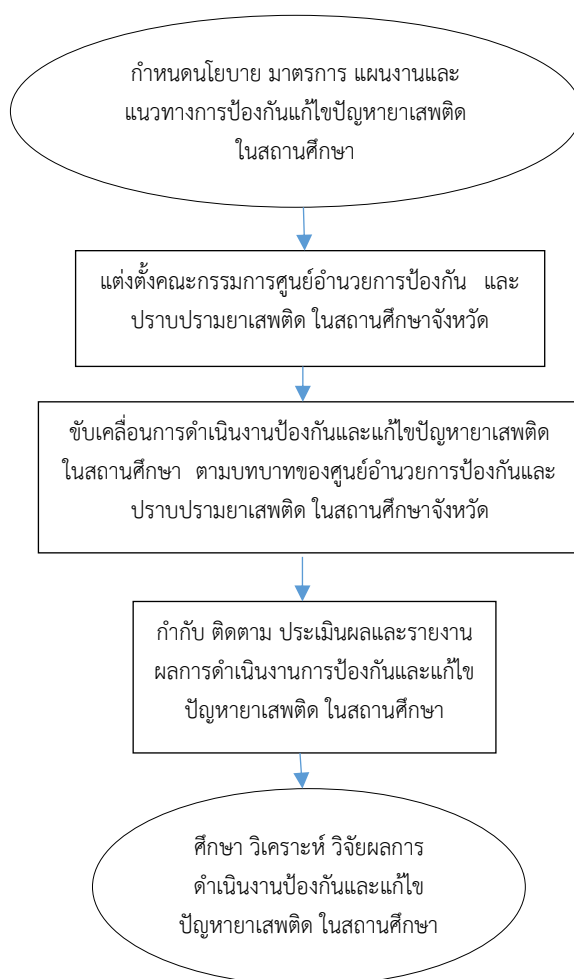 กำหนดนโยบาย มาตรการ แผนงานและ
แนวทางการป้องกันแก้ไขปัญหายาเสพติด
ในสถานศึกษา
แต่งตั้งคณะกรรมการศูนย์อำนวยการป้องกัน และ
ปราบปรามยาเสพติด ในสถานศึกษาจังหวัด
ขับเคลื่อนการดำเนินงานป้องกันและแก้ไขปัญหายาเสพติด
ในสถานศึกษา ตามบทบาทของศูนย์อำนวยการป้องกันและ
ปราบปรามยาเสพติด ในสถานศึกษาจังหวัด
กำกับ ติดตาม ประเมินผลและรายงาน
ผลการดำเนินงานการป้องกันและแก้ไข
ปัญหายาเสพติด ในสถานศึกษา
ศึกษา วิเคราะห์ วิจัยผลการ
ดำเนินงานป้องกันและแก้ไข
ปัญหายาเสพติด ในสถานศึกษา